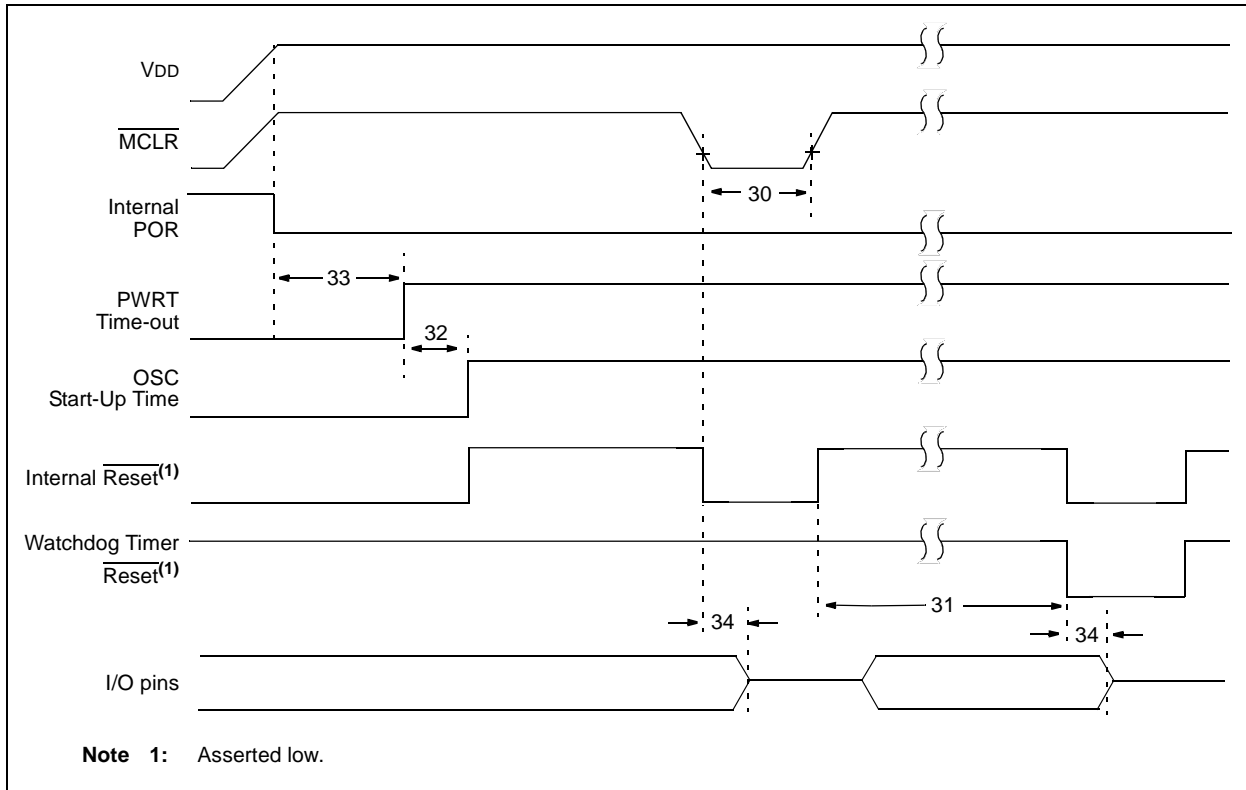 VDD
MCLR
30
Internal
POR
33
PWRT
Time-out
32
OSC
Start-Up Time
Internal Reset(1)
Watchdog Timer
Reset(1)
31
34
34
I/O pins
Note 1: Asserted low.